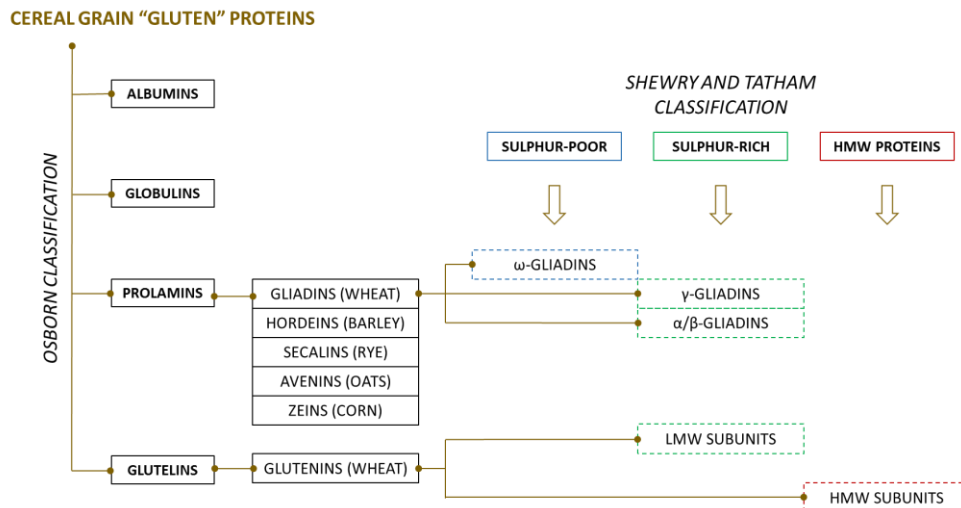 CEREAL GRAIN “GLUTEN” PROTEINS
OSBORN CLASSIFICATION
ALBUMINS
GLOBULINS
PROLAMINS
GLUTELINS
GLIADINS (WHEAT)
HORDEINS (BARLEY)
SECALINS (RYE)
AVENINS (OATS)
ZEINS (CORN)
GLUTENINS (WHEAT)
SHEWRY AND TATHAM
CLASSIFICATION
SULPHUR-POOR
SULPHUR-RICH
HMW PROTEINS
ω-GLIADINS
γ-GLIADINS
α/β-GLIADINS
LMW SUBUNITS
HMW SUBUNITS